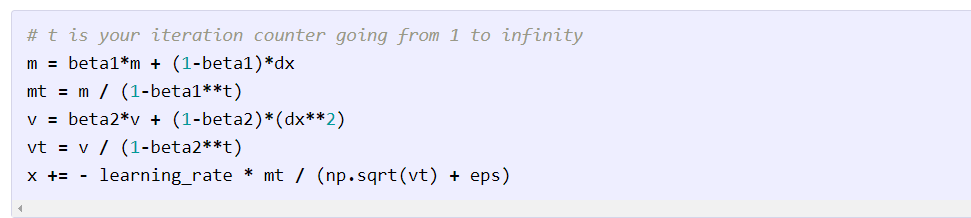 # t is your iteration counter going from 1 to infinity
m = beta1*m + (1-beta1)*dx
mt = m / (1-beta1**t)
v = beta2*v + (1-beta2)*(dx**2)
vt = v / (1-beta2**t)
x += - learning_rate * mt / (np.sqrt(vt) + eps)